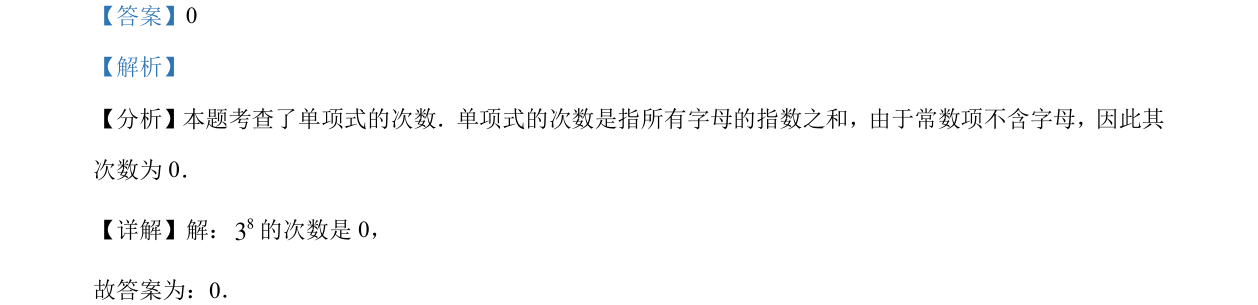 【答案】0
【解析】
【分析】本题考查了单项式的次数．单项式的次数是指所有字母的指数之和，由于常数项不含字母，因此其
次数为 0．
【详解】解：3⁸ 的次数是 0，
故答案为：0．